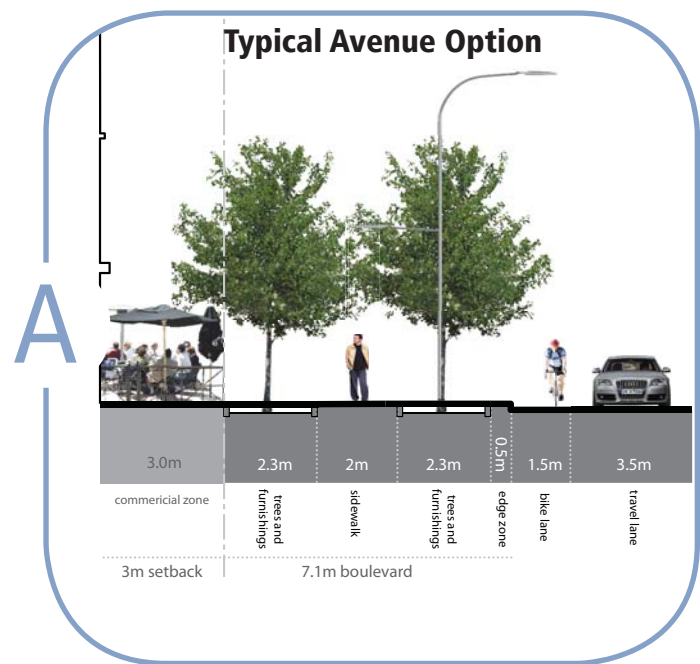 Typical Avenue Option
A
3.0m
2.3m
2m
2.3m
0.5m
1.5m
3.5m
commericial zone
trees and
furnishings
sidewalk
trees and
furnishings
edge zone
bike lane
travel lane
3m setback
7.1m boulevard